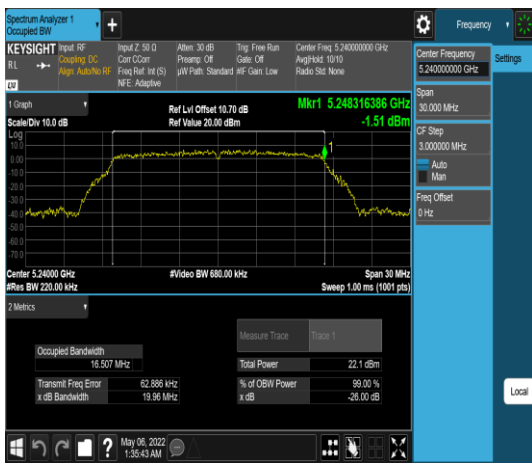 Spectrum Analyzer 1
Occupied BW
Frequency
KEYSIGHT
RL
LXI
Input: RF
Coupling: DC
Align: Auto/No RF
Input Z: 50 Ω
Corr CCorr
Freq Ref: Int (S)
NFE: Adaptive
Atten: 30 dB
Preamp: Off
µW Path: Standard
Trig: Free Run
Gate: Off
#IF Gain: Low
Center Freq: 5.240000000 GHz
Avg|Hold: 10/10
Radio Std: None
Center Frequency
5.240000000 GHz
Settings
Span
30.000 MHz
CF Step
3.000000 MHz
Auto
Man
Freq Offset
0 Hz
Local
1 Graph
Scale/Div 10.0 dB
Ref Lvl Offset 10.70 dB
Ref Value 20.00 dBm
Mkr1 5.248316386 GHz
-1.51 dBm
Log
10.0
0.00
-10.0
-20.0
-30.0
-40.0
-50.0
-60.0
-70.0
1
Center 5.24000 GHz
#Res BW 220.00 kHz
#Video BW 680.00 kHz
Span 30 MHz
Sweep 1.00 ms (1001 pts)
2 Metrics
Measure Trace
Trace 1
Occupied Bandwidth
16.507 MHz
Total Power
22.1 dBm
Transmit Freq Error
62.886 kHz
% of OBW Power
99.00 %
x dB Bandwidth
19.96 MHz
x dB
-26.00 dB
?
May 06, 2022
1:35:43 AM